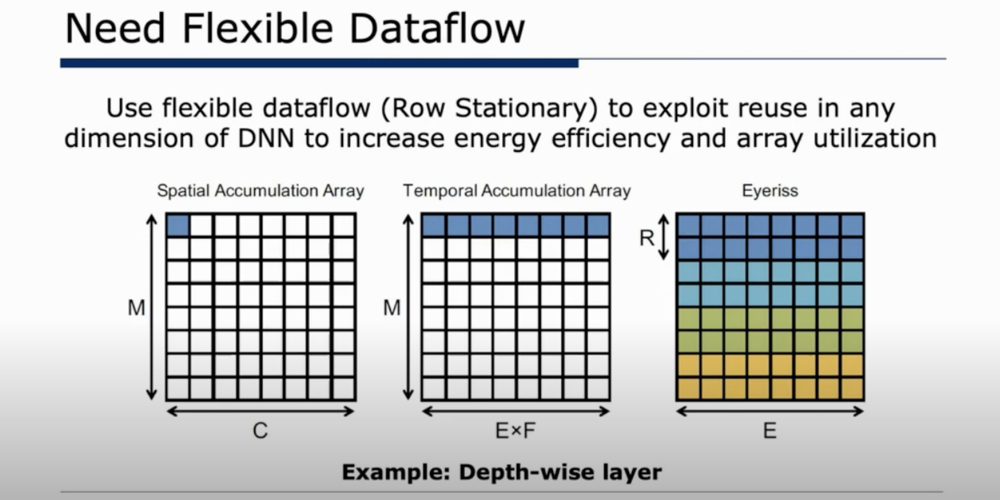 Need Flexible Dataflow
Use flexible dataflow (Row Stationary) to exploit reuse in any
dimension of DNN to increase energy efficiency and array utilization
Spatial Accumulation Array
M
C
Temporal Accumulation Array
M
E×F
Eyeriss
R
E
Example: Depth-wise layer